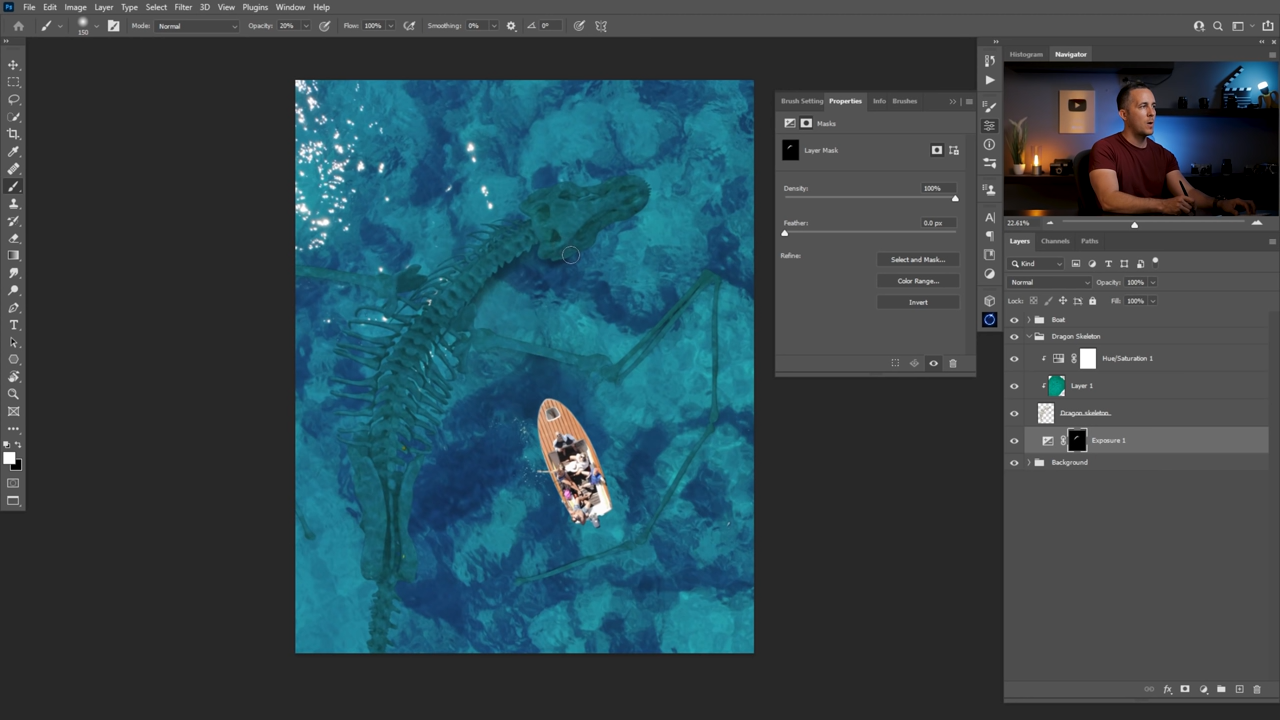 Ps File Edit Image Layer Type Select Filter 3D View Plugins Window Help
150 Mode: Normal Opacity: 20% Flow: 100% Smoothing: 0% 0°
Histogram Navigator
Brush Setting Properties Info Brushes
Masks
Layer Mask
Density: 100%
Feather: 0.0 px
Refine: Select and Mask...
Color Range...
Invert
22.61%
Layers Channels Paths
Kind
Normal Opacity: 100%
Lock: Fill: 100%
Boat
Dragon Skeleton
Hue/Saturation 1
Layer 1
Dragon skeleton
Exposure 1
Background
fx